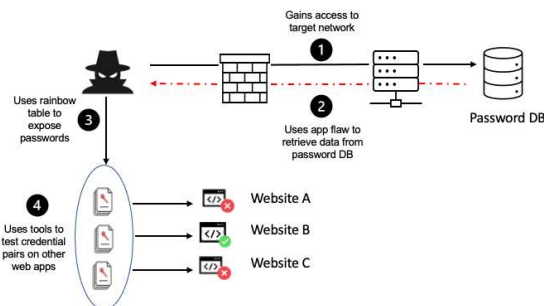 Gains access to
target network
1
2
Uses app flaw to
retrieve data from
password DB
Password DB
Uses rainbow
table to
expose
passwords
3
4
Uses tools to
test credential
pairs on other
web apps
</> Website A
</> Website B
</> Website C